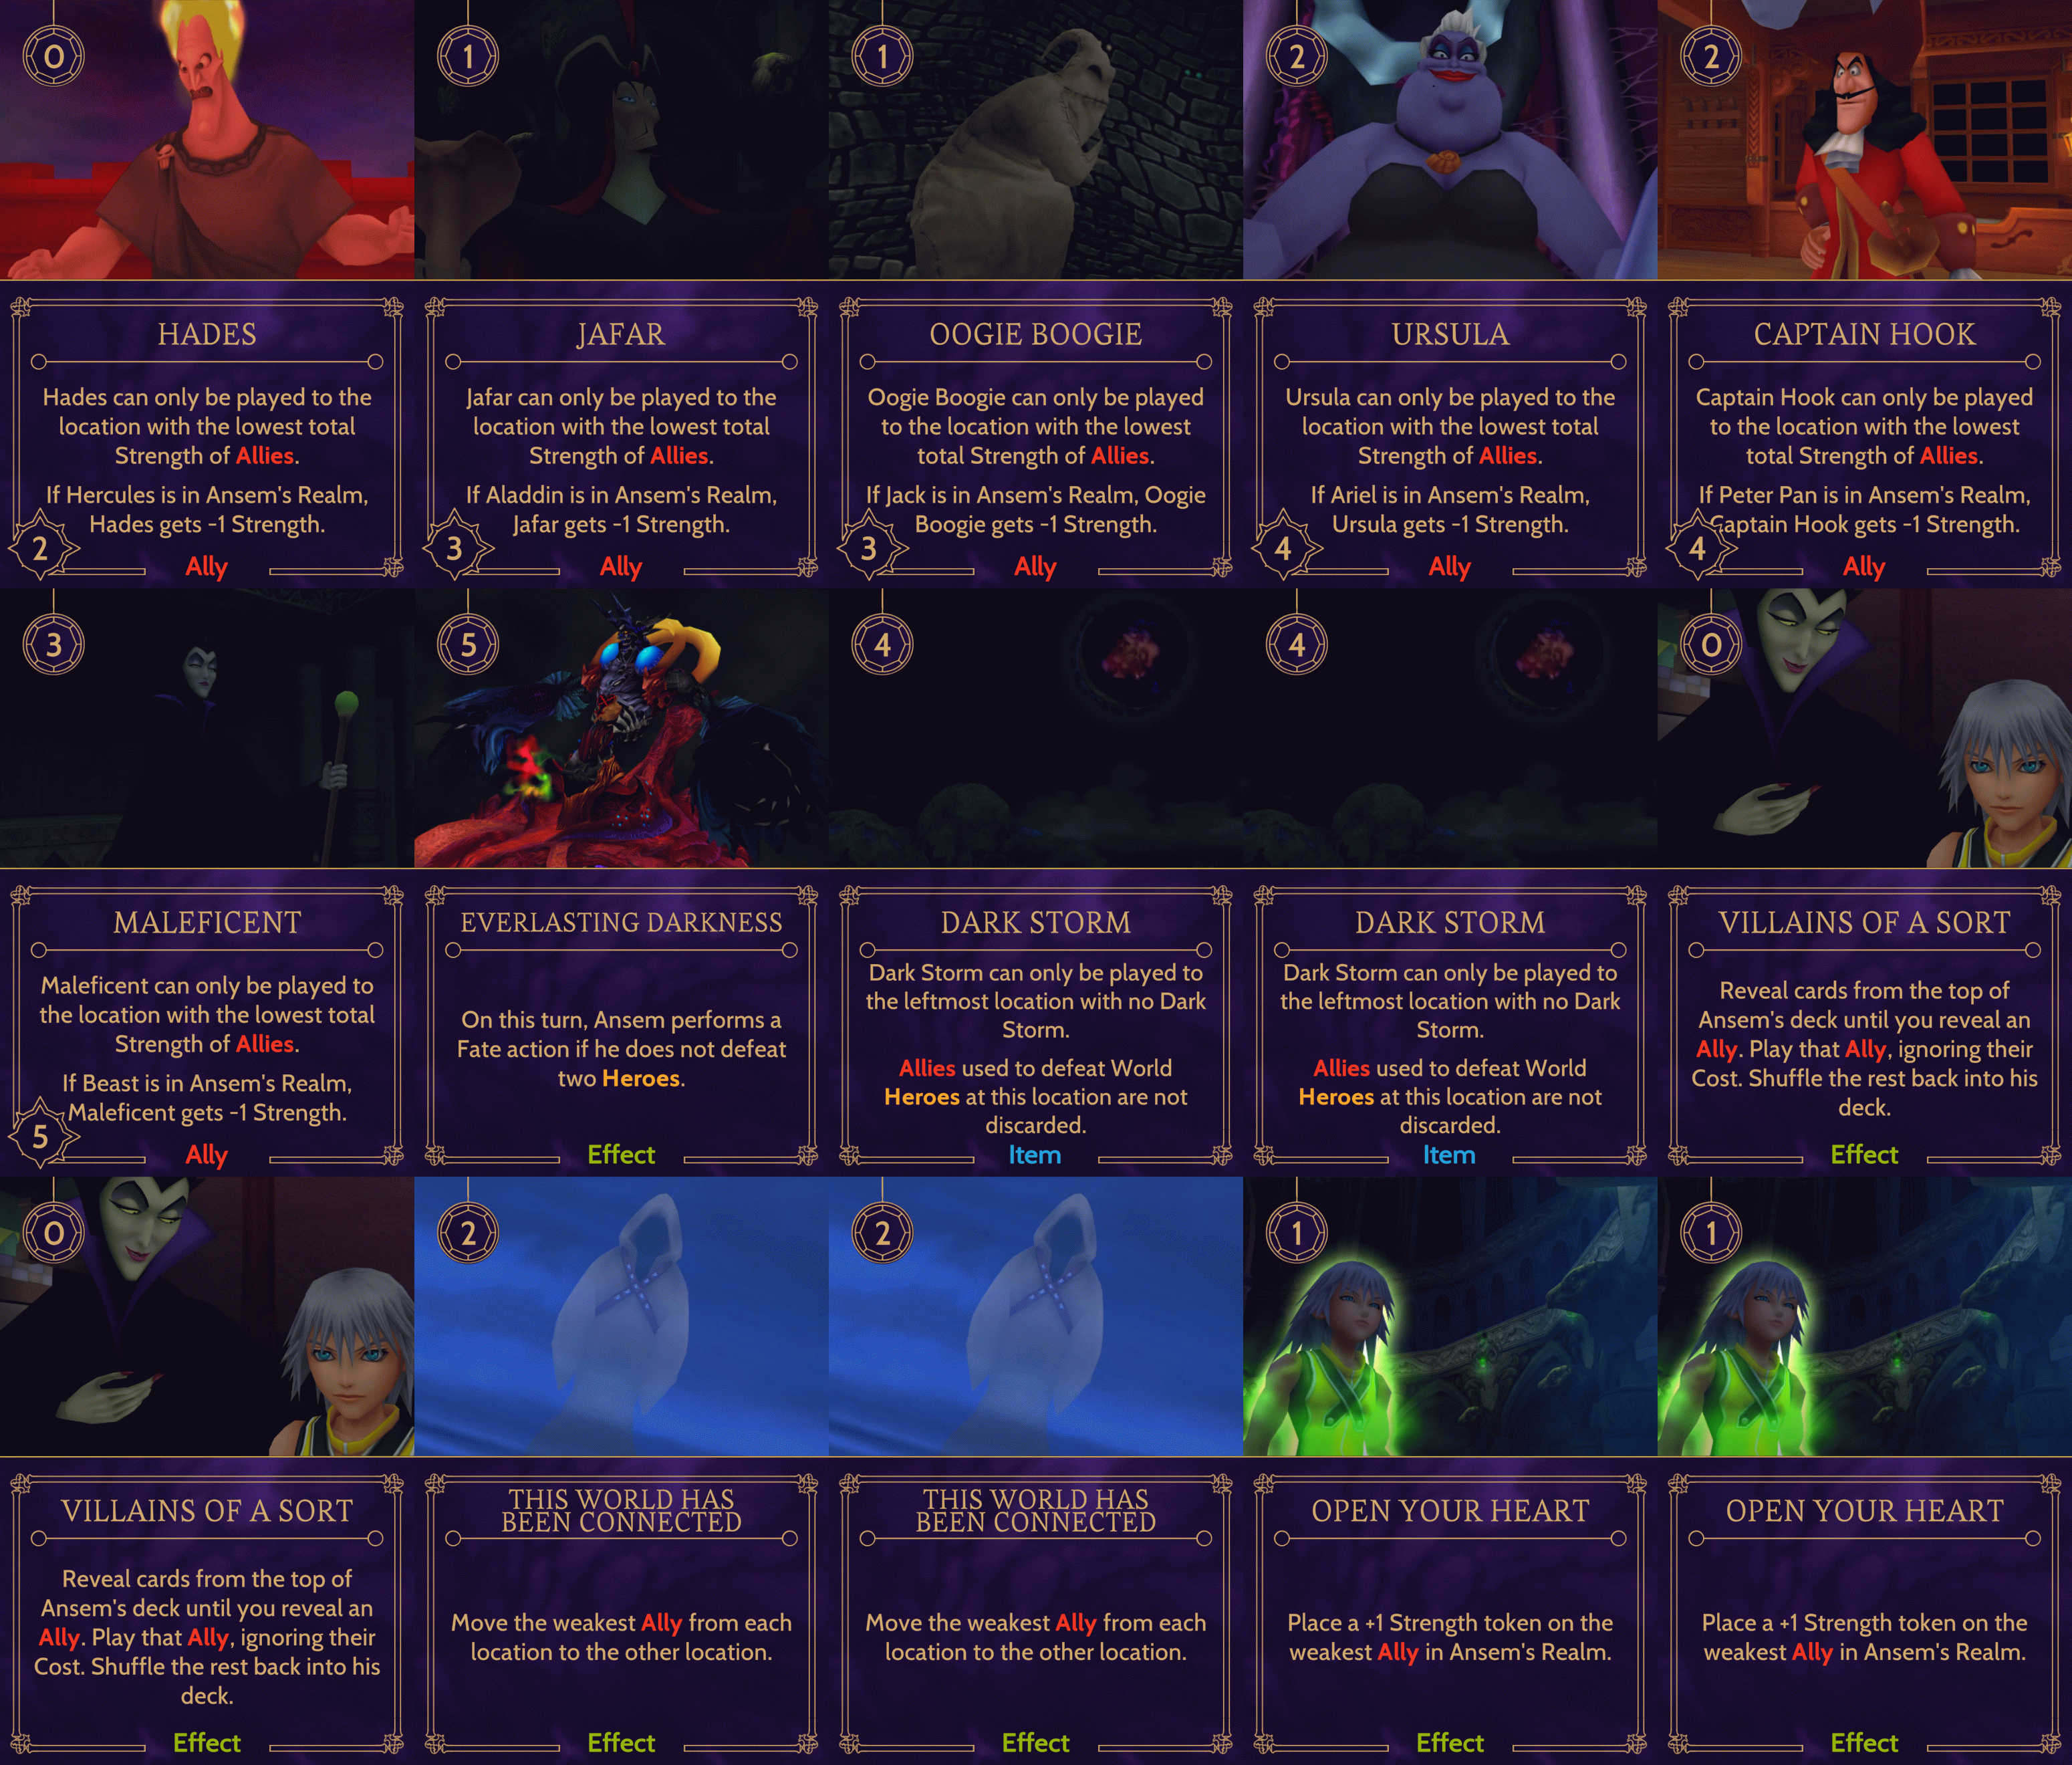 0
HADES
Hades can only be played to the
location with the lowest total
Strength of Allies.
If Hercules is in Ansem's Realm,
Hades gets -1 Strength.
2
Ally
1
JAFAR
Jafar can only be played to the
location with the lowest total
Strength of Allies.
If Aladdin is in Ansem's Realm,
Jafar gets -1 Strength.
3
Ally
1
OOGIE BOOGIE
Oogie Boogie can only be played
to the location with the lowest
total Strength of Allies.
If Jack is in Ansem's Realm, Oogie
Boogie gets -1 Strength.
3
Ally
2
URSULA
Ursula can only be played to the
location with the lowest total
Strength of Allies.
If Ariel is in Ansem's Realm,
Ursula gets -1 Strength.
4
Ally
2
CAPTAIN HOOK
Captain Hook can only be played
to the location with the lowest
total Strength of Allies.
If Peter Pan is in Ansem's Realm,
Captain Hook gets -1 Strength.
4
Ally
3
MALEFICENT
Maleficent can only be played to
the location with the lowest total
Strength of Allies.
If Beast is in Ansem's Realm,
Maleficent gets -1 Strength.
5
Ally
5
EVERLASTING DARKNESS
On this turn, Ansem performs a
Fate action if he does not defeat
two Heroes.
Effect
4
DARK STORM
Dark Storm can only be played to
the leftmost location with no Dark
Storm.
Allies used to defeat World
Heroes at this location are not
discarded.
Item
4
DARK STORM
Dark Storm can only be played to
the leftmost location with no Dark
Storm.
Allies used to defeat World
Heroes at this location are not
discarded.
Item
0
VILLAINS OF A SORT
Reveal cards from the top of
Ansem's deck until you reveal an
Ally. Play that Ally, ignoring their
Cost. Shuffle the rest back into his
deck.
Effect
0
VILLAINS OF A SORT
Reveal cards from the top of
Ansem's deck until you reveal an
Ally. Play that Ally, ignoring their
Cost. Shuffle the rest back into his
deck.
Effect
2
THIS WORLD HAS
BEEN CONNECTED
Move the weakest Ally from each
location to the other location.
Effect
2
THIS WORLD HAS
BEEN CONNECTED
Move the weakest Ally from each
location to the other location.
Effect
1
OPEN YOUR HEART
Place a +1 Strength token on the
weakest Ally in Ansem's Realm.
Effect
1
OPEN YOUR HEART
Place a +1 Strength token on the
weakest Ally in Ansem's Realm.
Effect